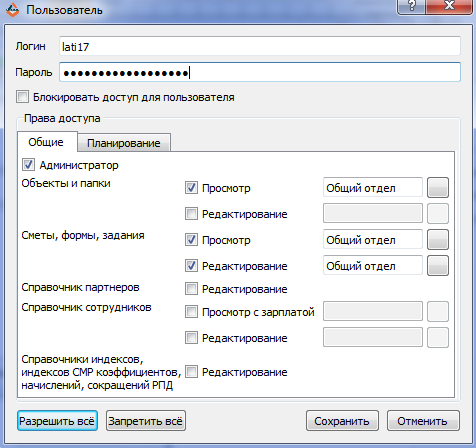 Пользователь
Логин lati17
Пароль ●●●●●●●●●●●●●●●●●●
Блокировать доступ для пользователя
Права доступа
Общие Планирование
Администратор
Объекты и папки Просмотр Общий отдел
Редактирование
Сметы, формы, задания Просмотр Общий отдел
Редактирование Общий отдел
Справочник партнеров Редактирование
Справочник сотрудников Просмотр с зарплатой
Редактирование
Справочники индексов,
индексов СМР коэффициентов, Редактирование
начислений, сокращений РПД
Разрешить всё Запретить всё Сохранить Отменить